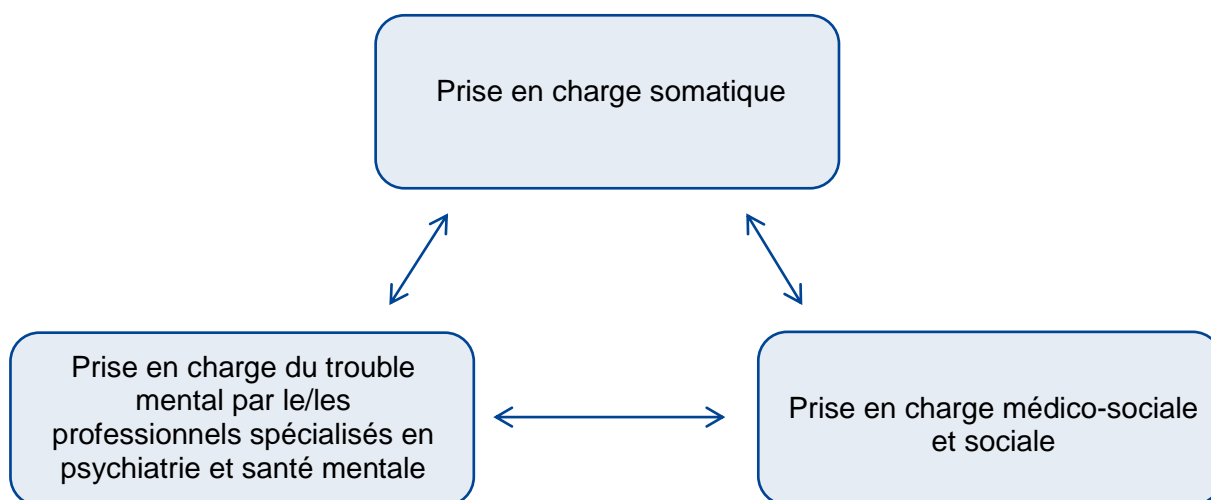 Prise en charge somatique
Prise en charge du trouble
mental par le/les
professionnels spécialisés en
psychiatrie et santé mentale
Prise en charge médico-sociale
et sociale